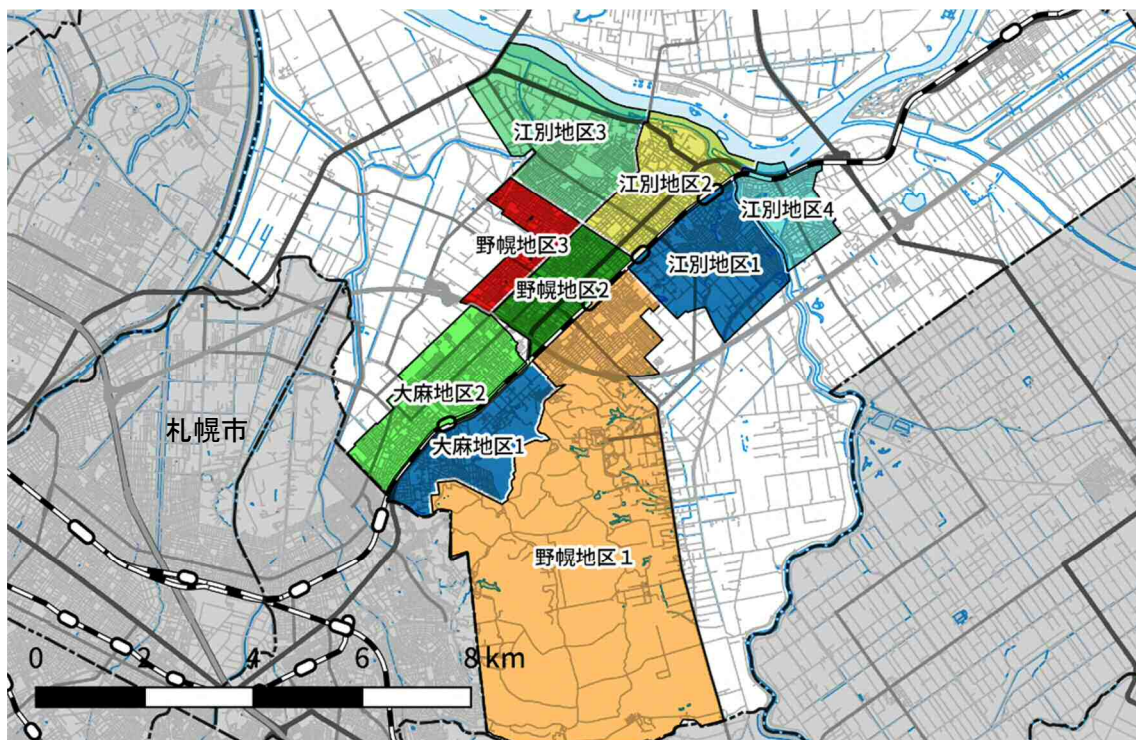 江別地区3
江別地区2
江別地区4
野幌地区3
江別地区1
野幌地区2
大麻地区2
札幌市
大麻地区1
野幌地区１
0 2 4 6 8 km